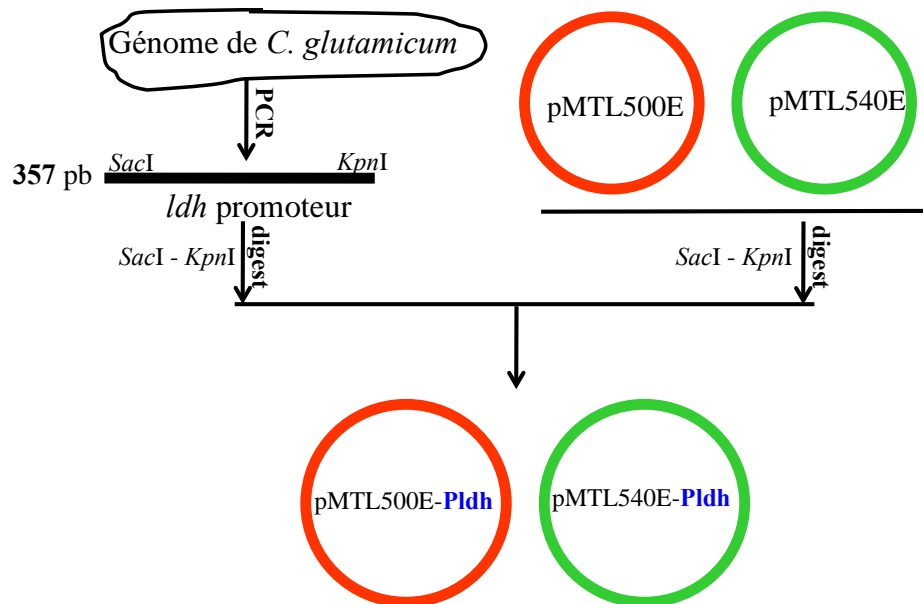 Génome de C. glutamicum
pMTL500E
pMTL540E
PCR
SacI
KpnI
357 pb
ldh promoteur
SacI - KpnI
digest
SacI - KpnI
digest
pMTL500E-Pldh
pMTL540E-Pldh